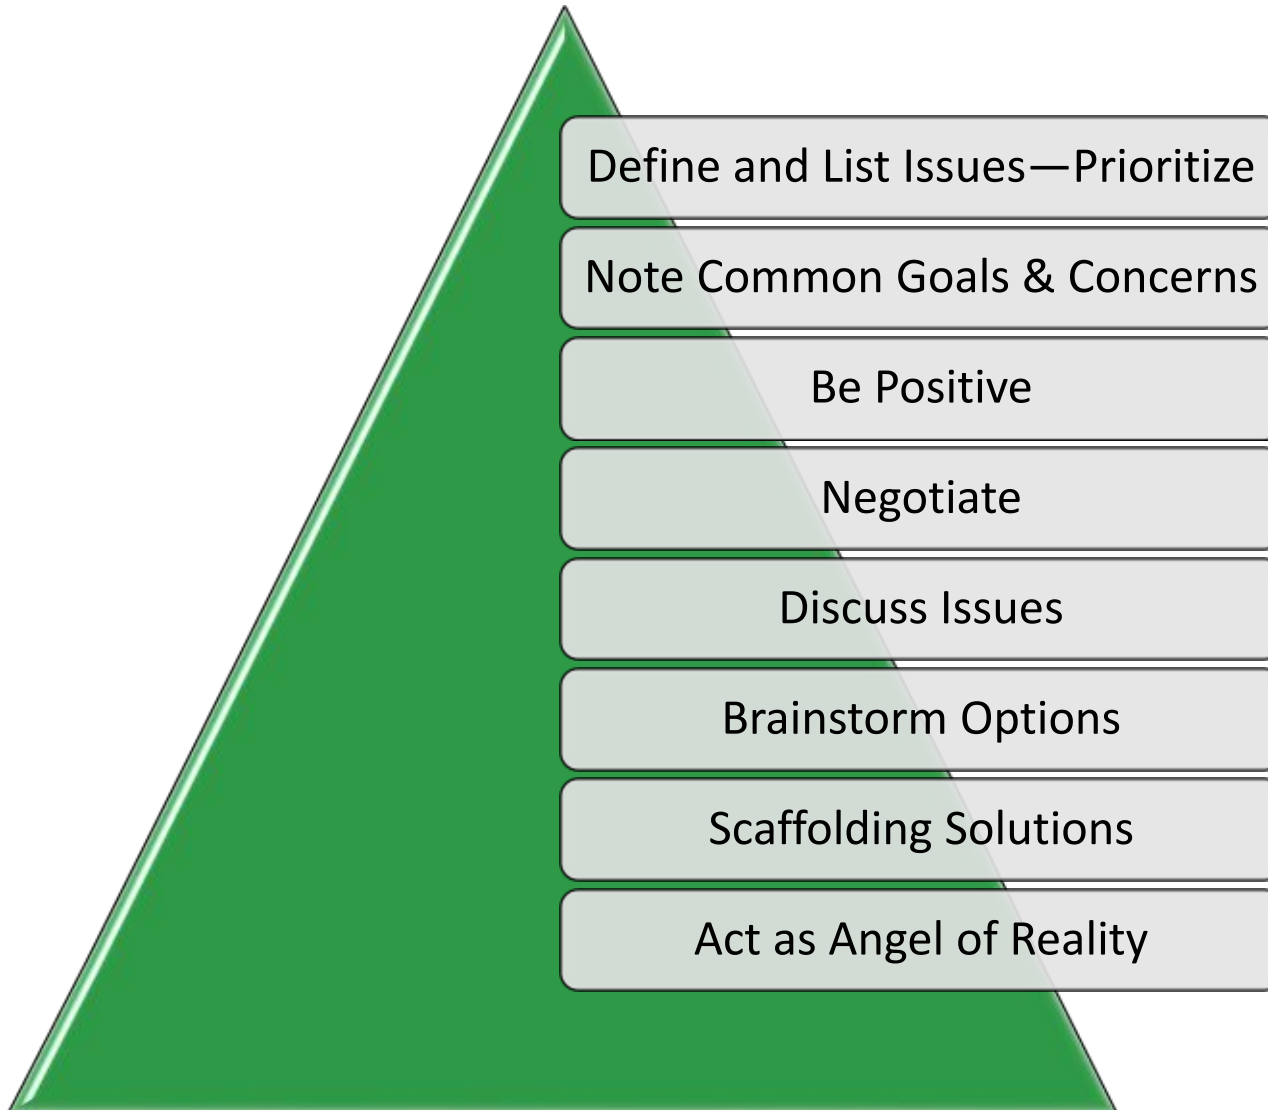 Define and List Issues—Prioritize
Note Common Goals & Concerns
Be Positive
Negotiate
Discuss Issues
Brainstorm Options
Scaffolding Solutions
Act as Angel of Reality